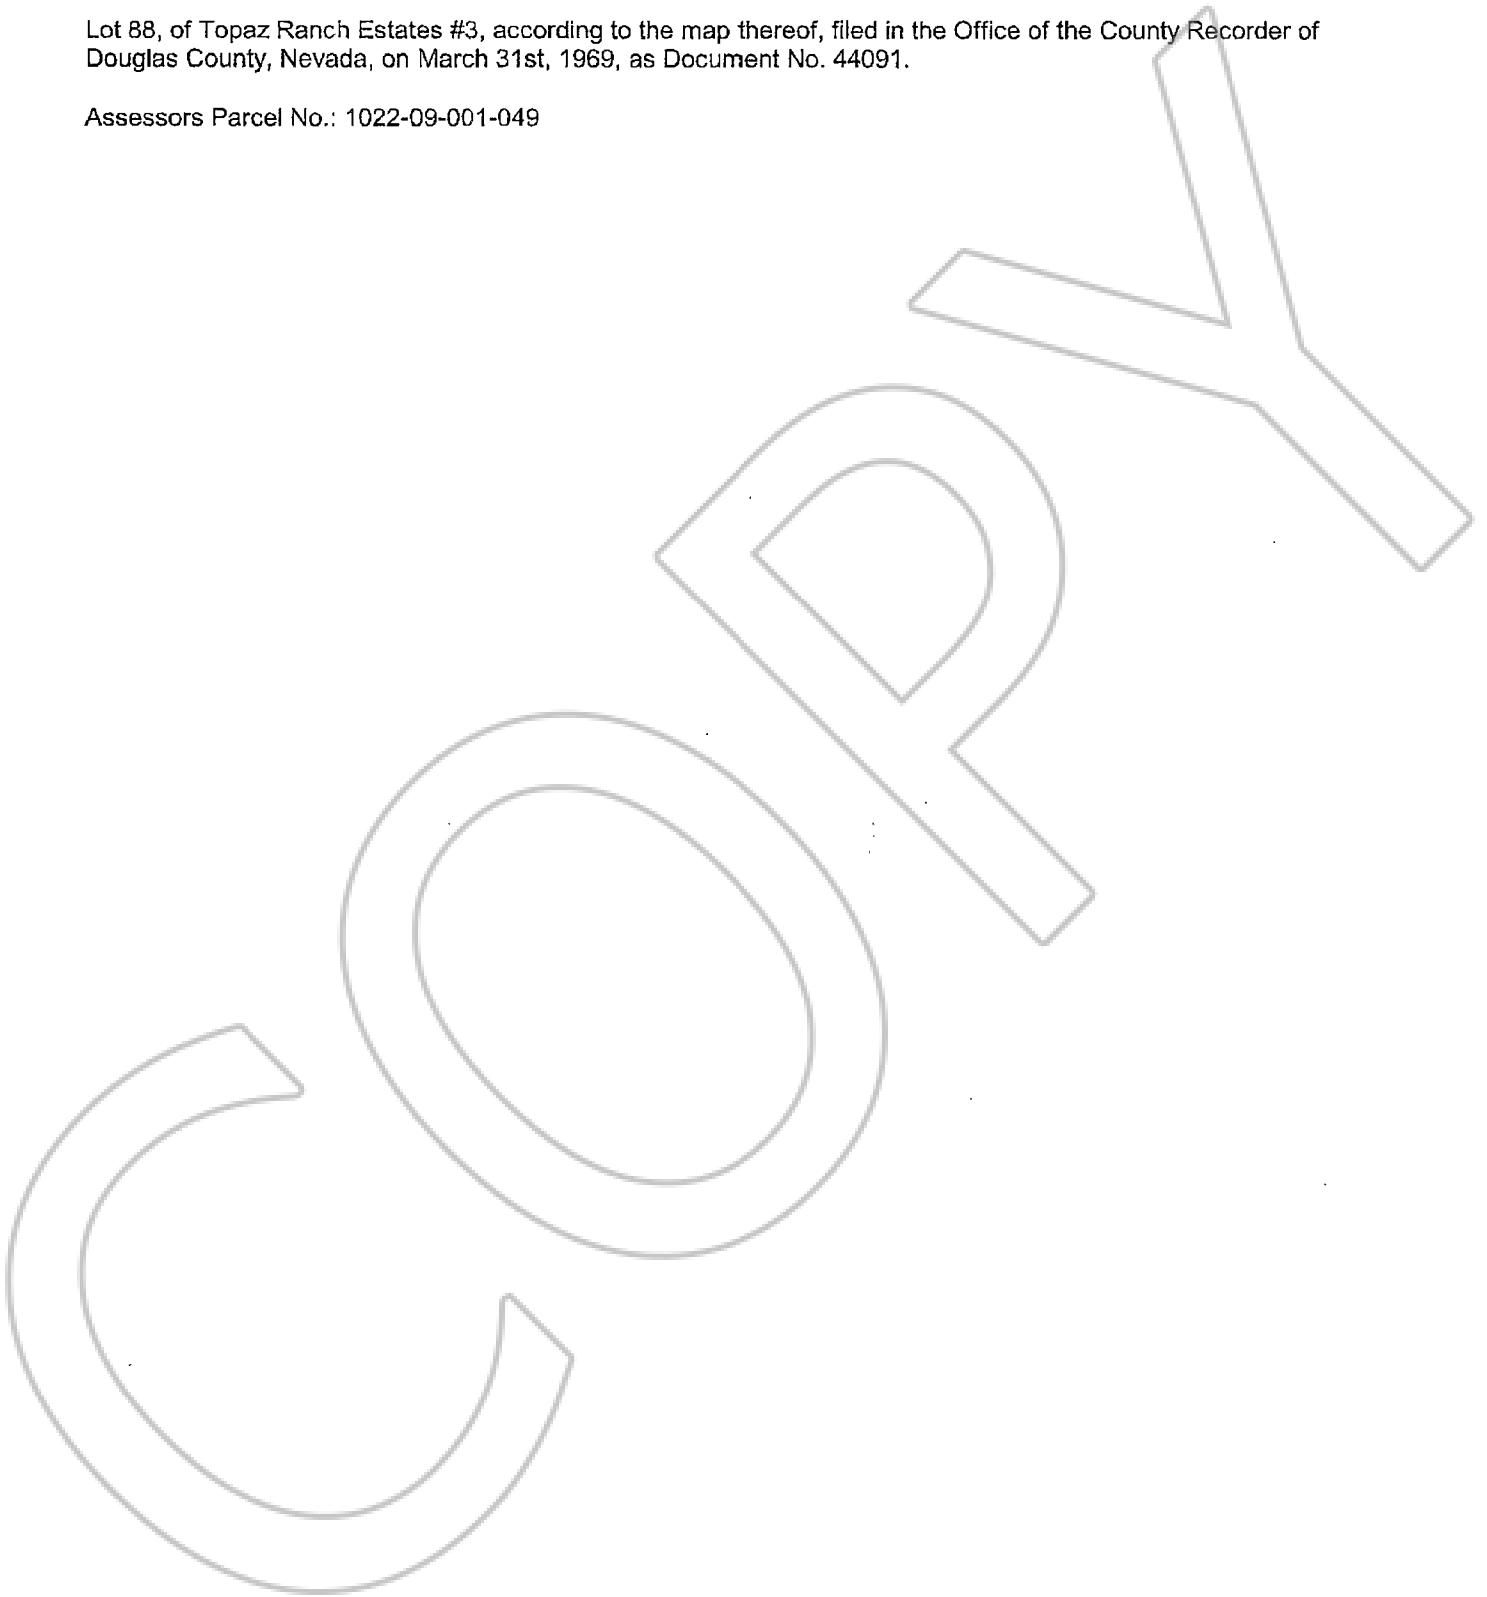 Lot 88, of Topaz Ranch Estates #3, according to the map thereof, filed in the Office of the County Recorder of
Douglas County, Nevada, on March 31st, 1969, as Document No. 44091.
Assessors Parcel No.: 1022-09-001-049
COPY